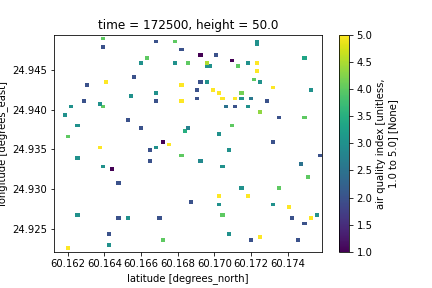 time = 172500, height = 50.0
24.945
24.940
24.935
24.930
24.925
longitude [degrees_east]
60.162 60.164 60.166 60.168 60.170 60.172 60.174
latitude [degrees_north]
5.0
4.5
4.0
3.5
3.0
2.5
2.0
1.5
1.0
air quality index [unitless,
1.0 to 5.0] [None]